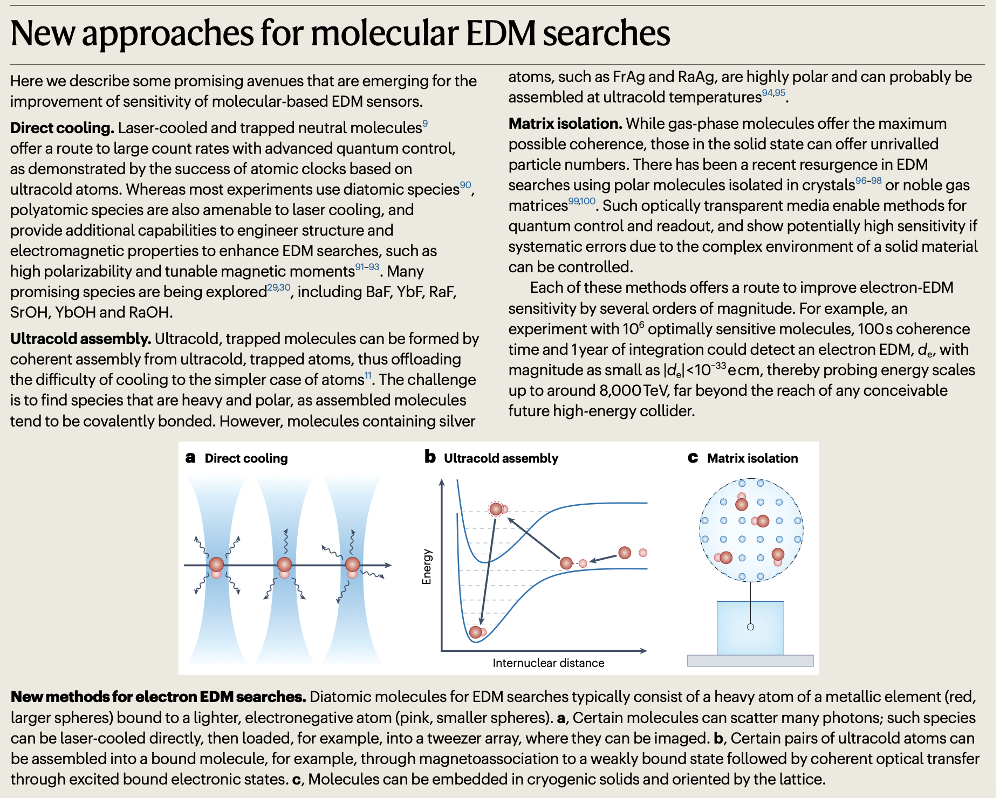 New approaches for molecular EDM searches
Here we describe some promising avenues that are emerging for the
improvement of sensitivity of molecular-based EDM sensors.
Direct cooling. Laser-cooled and trapped neutral molecules9
offer a route to large count rates with advanced quantum control,
as demonstrated by the success of atomic clocks based on
ultracold atoms. Whereas most experiments use diatomic species90,
polyatomic species are also amenable to laser cooling, and
provide additional capabilities to engineer structure and
electromagnetic properties to enhance EDM searches, such as
high polarizability and tunable magnetic moments91–93. Many
promising species are being explored29,30, including BaF, YbF, RaF,
SrOH, YbOH and RaOH.
Ultracold assembly. Ultracold, trapped molecules can be formed by
coherent assembly from ultracold, trapped atoms, thus offloading
the difficulty of cooling to the simpler case of atoms11. The challenge
is to find species that are heavy and polar, as assembled molecules
tend to be covalently bonded. However, molecules containing silver
atoms, such as FrAg and RaAg, are highly polar and can probably be
assembled at ultracold temperatures94,95.
Matrix isolation. While gas-phase molecules offer the maximum
possible coherence, those in the solid state can offer unrivalled
particle numbers. There has been a recent resurgence in EDM
searches using polar molecules isolated in crystals96–98 or noble gas
matrices99,100. Such optically transparent media enable methods for
quantum control and readout, and show potentially high sensitivity if
systematic errors due to the complex environment of a solid material
can be controlled.
Each of these methods offers a route to improve electron-EDM
sensitivity by several orders of magnitude. For example, an
experiment with 10⁶ optimally sensitive molecules, 100 s coherence
time and 1 year of integration could detect an electron EDM, dₑ, with
magnitude as small as |dₑ| < 10⁻³³ e cm, thereby probing energy scales
up to around 8,000 TeV, far beyond the reach of any conceivable
future high-energy collider.
a Direct cooling
b Ultracold assembly
Energy
Internuclear distance
c Matrix isolation
New methods for electron EDM searches. Diatomic molecules for EDM searches typically consist of a heavy atom of a metallic element (red,
larger spheres) bound to a lighter, electronegative atom (pink, smaller spheres). a, Certain molecules can scatter many photons; such species
can be laser-cooled directly, then loaded, for example, into a tweezer array, where they can be imaged. b, Certain pairs of ultracold atoms can
be assembled into a bound molecule, for example, through magnetoassociation to a weakly bound state followed by coherent optical transfer
through excited bound electronic states. c, Molecules can be embedded in cryogenic solids and oriented by the lattice.